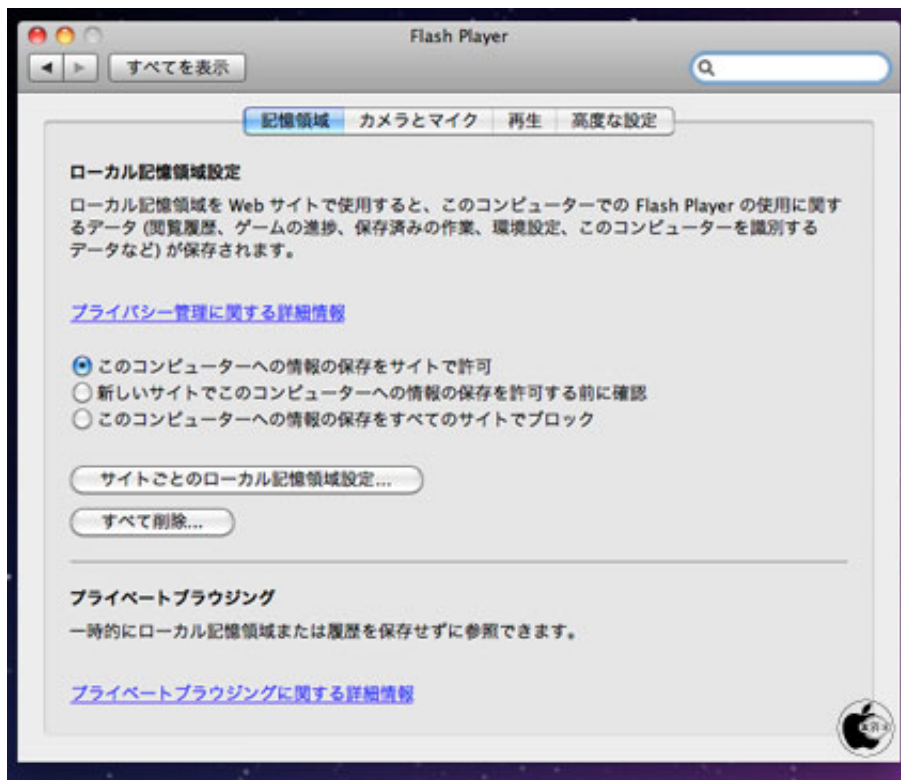 Flash Player
すべてを表示
記憶領域 カメラとマイク 再生 高度な設定
ローカル記憶領域設定
ローカル記憶領域を Web サイトで使用すると、このコンピューターでの Flash Player の使用に関す
るデータ (閲覧履歴、ゲームの進捗、保存済みの作業、環境設定、このコンピューターを識別する
データなど) が保存されます。
プライバシー管理に関する詳細情報
このコンピューターへの情報の保存をサイトで許可
新しいサイトでこのコンピューターへの情報の保存を許可する前に確認
このコンピューターへの情報の保存をすべてのサイトでブロック
サイトごとのローカル記憶領域設定...
すべて削除...
プライベートブラウジング
一時的にローカル記憶領域または履歴を保存せずに参照できます。
プライベートブラウジングに関する詳細情報